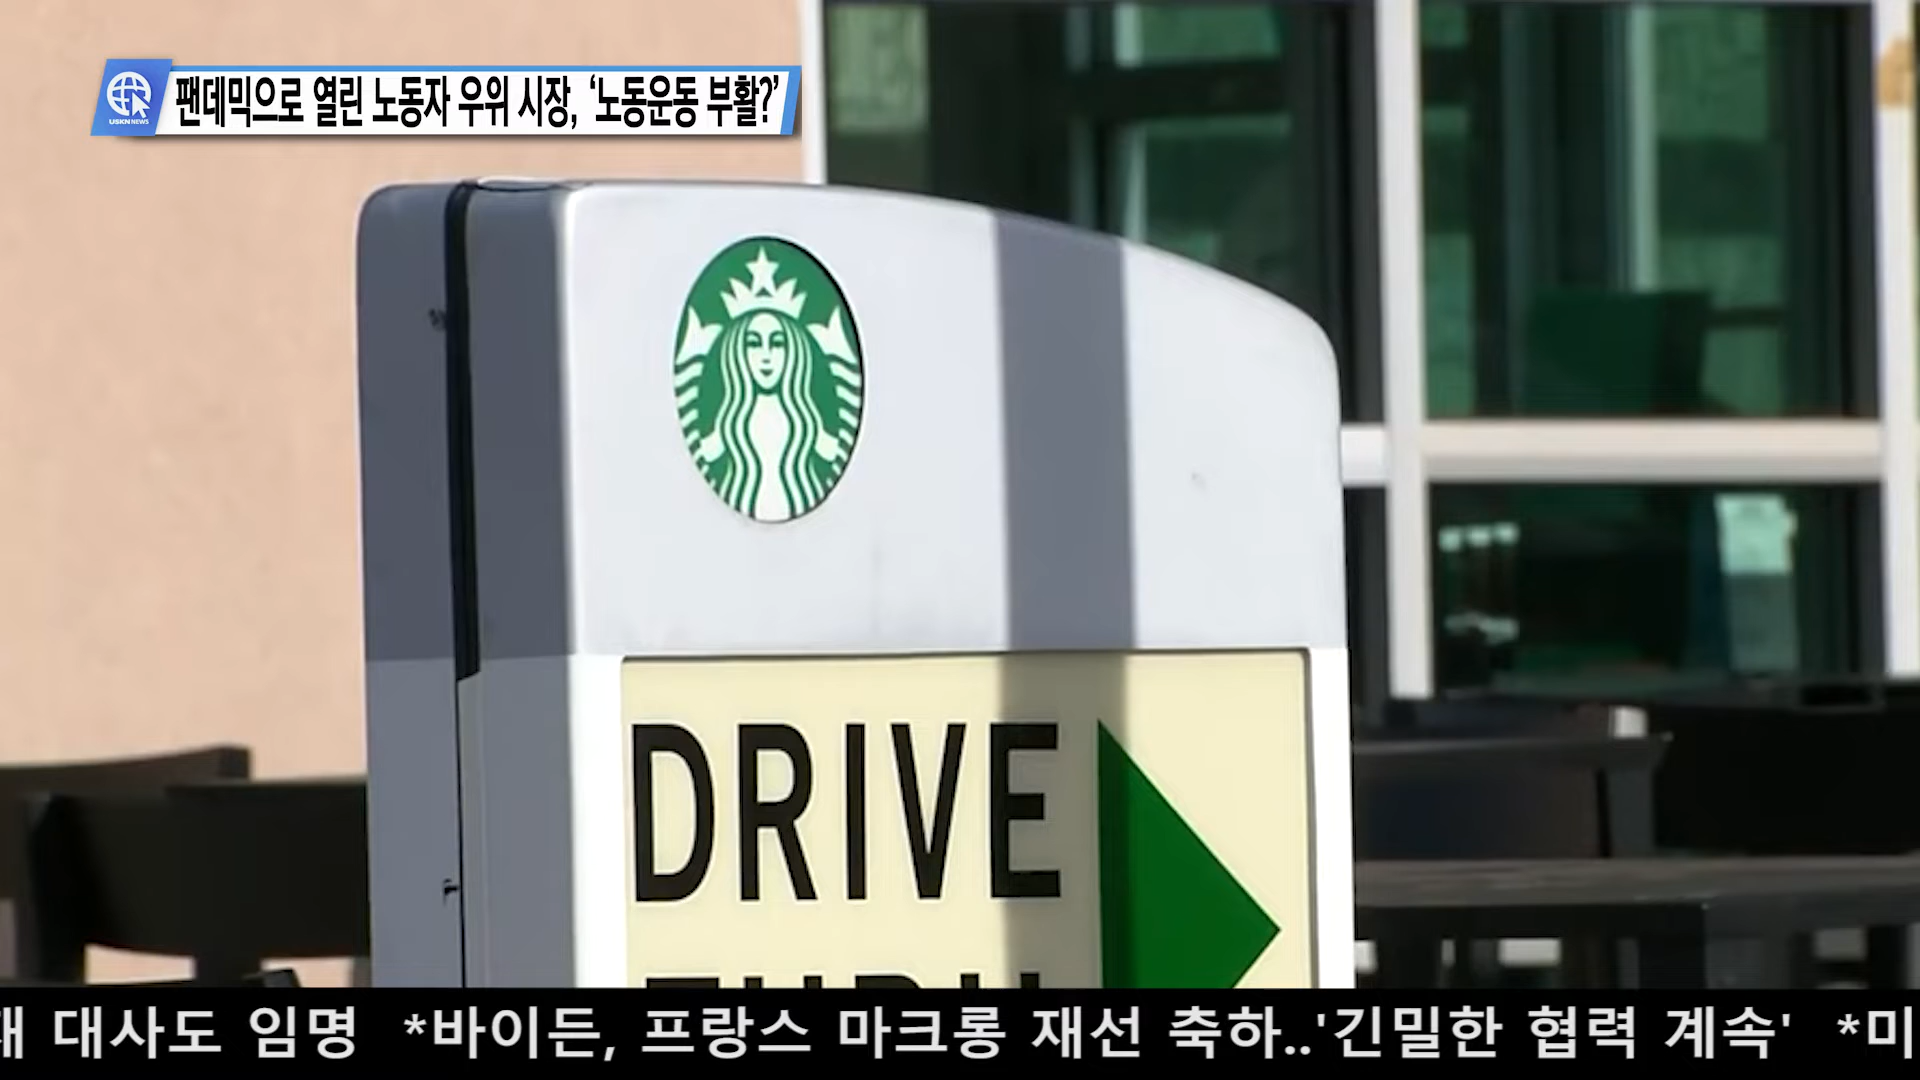 USKN NEWS
팬데믹으로 열린 노동자 우위 시장, ‘노동운동 부활?’
DRIVE
THRU
대사도 임명 *바이든, 프랑스 마크롱 재선 축하..'긴밀한 협력 계속' *미